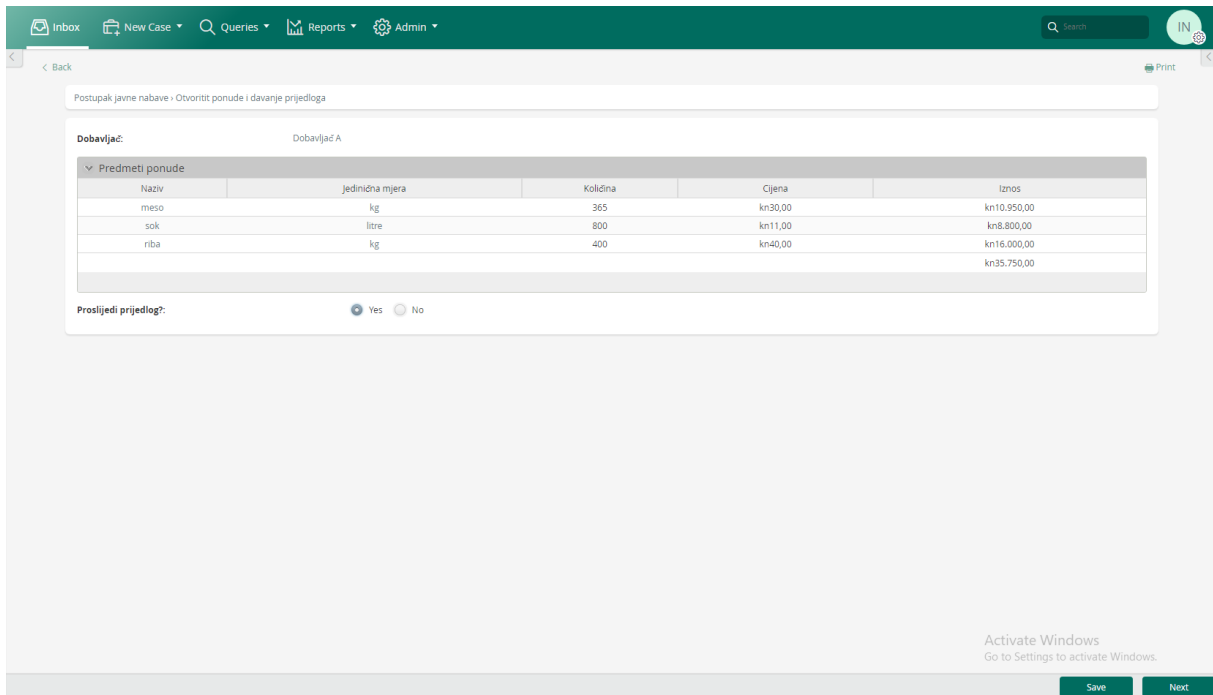 Inbox New Case Queries Reports Admin Search IN
< Back Print
Postupak javne nabave › Otvoritit ponude i davanje prijedloga
Dobavljač: Dobavljač A
Predmeti ponude
Naziv Jedinična mjera Količina Cijena Iznos
meso kg 365 kn30,00 kn10.950,00
sok litre 800 kn11,00 kn8.800,00
riba kg 400 kn40,00 kn16.000,00
kn35.750,00
Proslijedi prijedlog?: Yes No
Activate Windows
Go to Settings to activate Windows.
Save Next